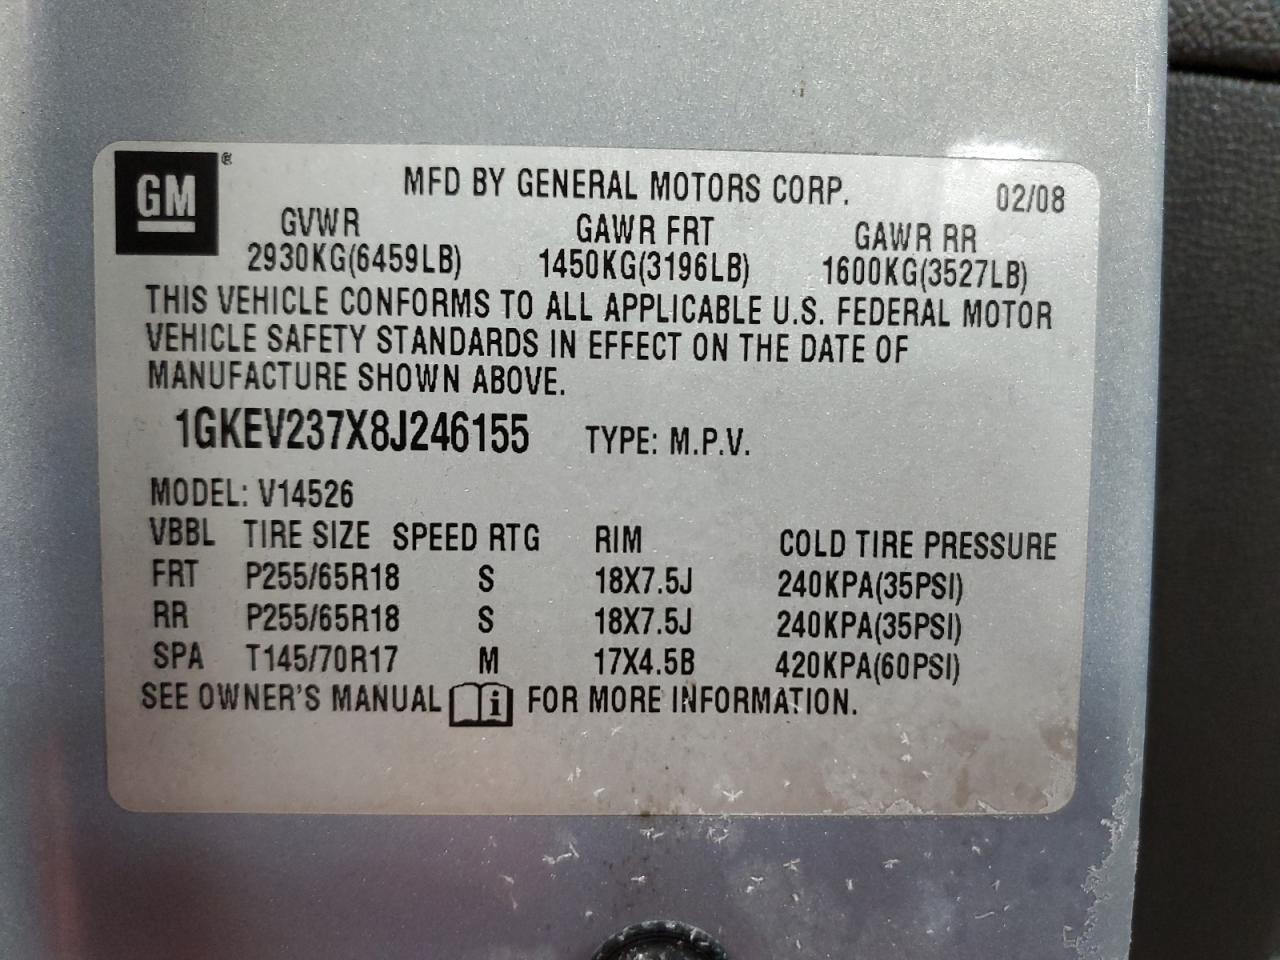 GM®
MFD BY GENERAL MOTORS CORP. 02/08
GVWR GAWR FRT GAWR RR
2930KG(6459LB) 1450KG(3196LB) 1600KG(3527LB)
THIS VEHICLE CONFORMS TO ALL APPLICABLE U.S. FEDERAL MOTOR
VEHICLE SAFETY STANDARDS IN EFFECT ON THE DATE OF
MANUFACTURE SHOWN ABOVE.
1GKEV237X8J246155 TYPE: M.P.V.
MODEL: V14526
VBBL TIRE SIZE SPEED RTG RIM COLD TIRE PRESSURE
FRT P255/65R18 S 18X7.5J 240KPA(35PSI)
RR P255/65R18 S 18X7.5J 240KPA(35PSI)
SPA T145/70R17 M 17X4.5B 420KPA(60PSI)
SEE OWNER'S MANUAL i FOR MORE INFORMATION.